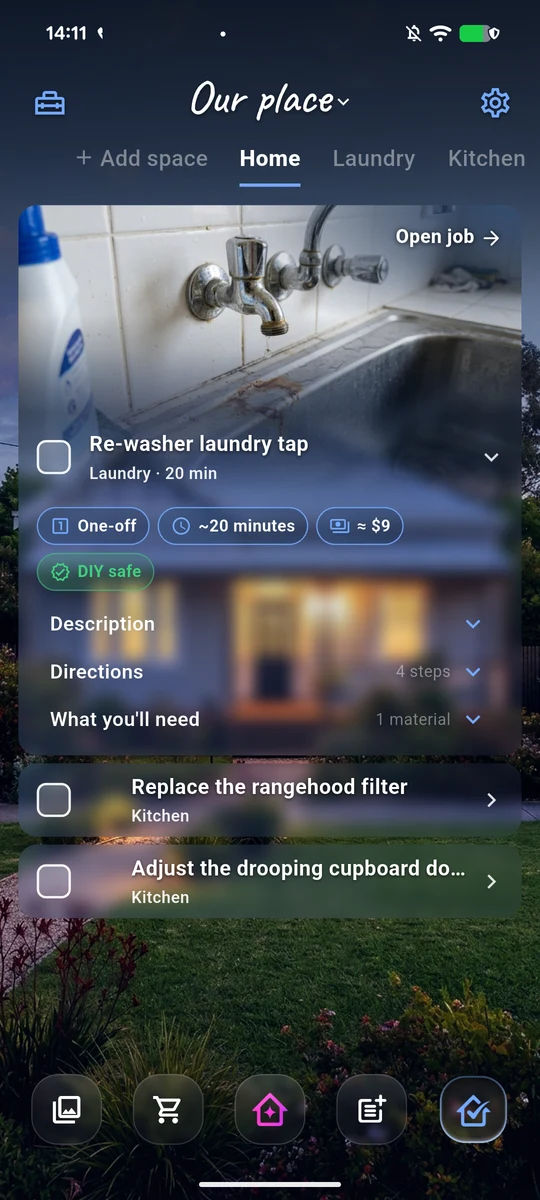 14:11
Our place
+ Add space Home Laundry Kitchen
Open job →
Re-washer laundry tap
Laundry · 20 min
1 One-off ~20 minutes ≈ $9
DIY safe
Description
Directions 4 steps
What you'll need 1 material
Replace the rangehood filter
Kitchen
Adjust the drooping cupboard do...
Kitchen